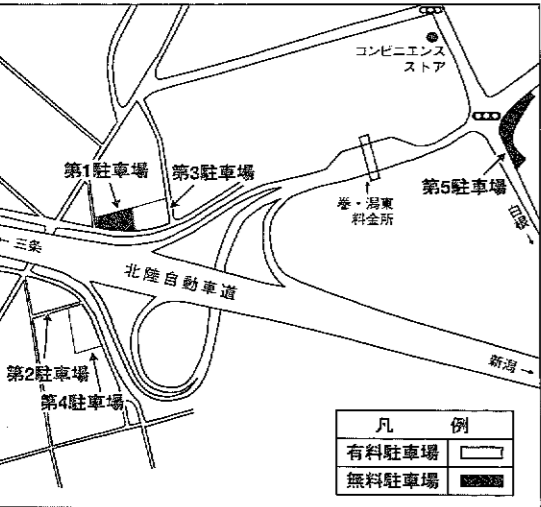 コンビニエンス
ストア
第1駐車場
第3駐車場
巻・潟東
料金所
第5駐車場
白根→
←三条
北陸自動車道
新潟→
第2駐車場
第4駐車場
凡 例
有料駐車場
無料駐車場